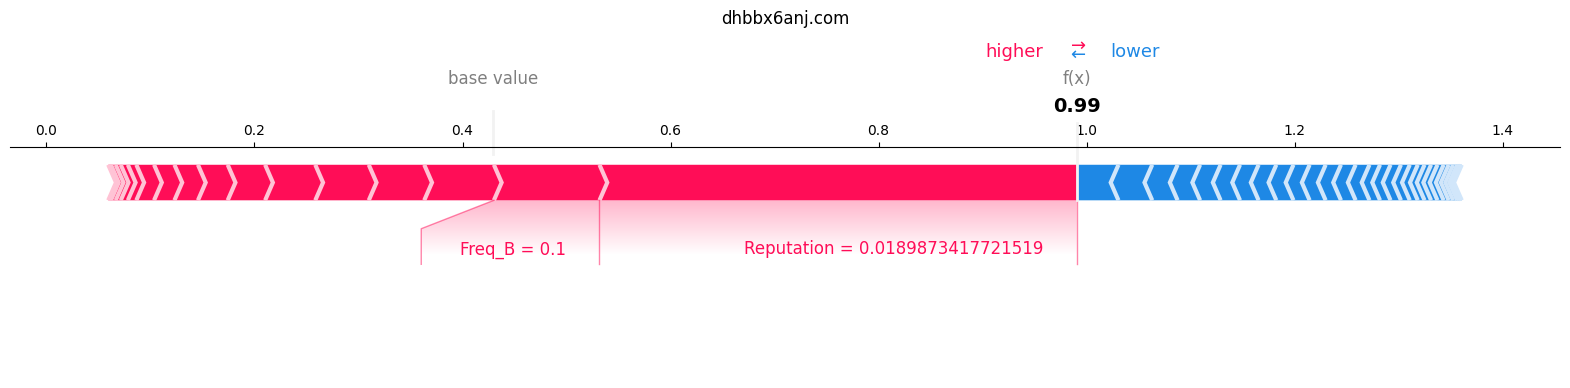 dhbbx6anj.com
higher → ← lower
base value f(x)
0.99
0.0 0.2 0.4 0.6 0.8 1.0 1.2 1.4
Freq_B = 0.1 Reputation = 0.0189873417721519